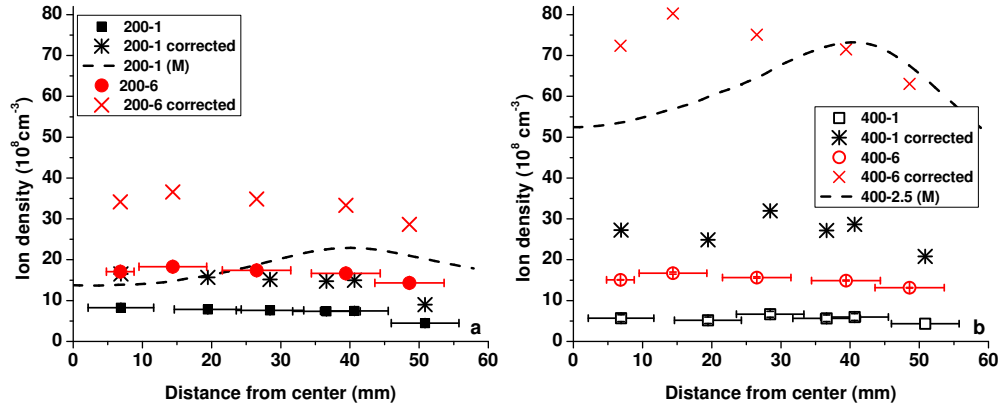 80
70
60
50
40
30
20
10
0
Ion density (10⁸cm⁻³)
200-1
200-1 corrected
200-1 (M)
200-6
200-6 corrected
a
0 10 20 30 40 50 60
Distance from center (mm)
80
70
60
50
40
30
20
10
0
Ion density (10⁸ cm⁻³)
400-1
400-1 corrected
400-6
400-6 corrected
400-2.5 (M)
b
0 10 20 30 40 50 60
Distance from center (mm)